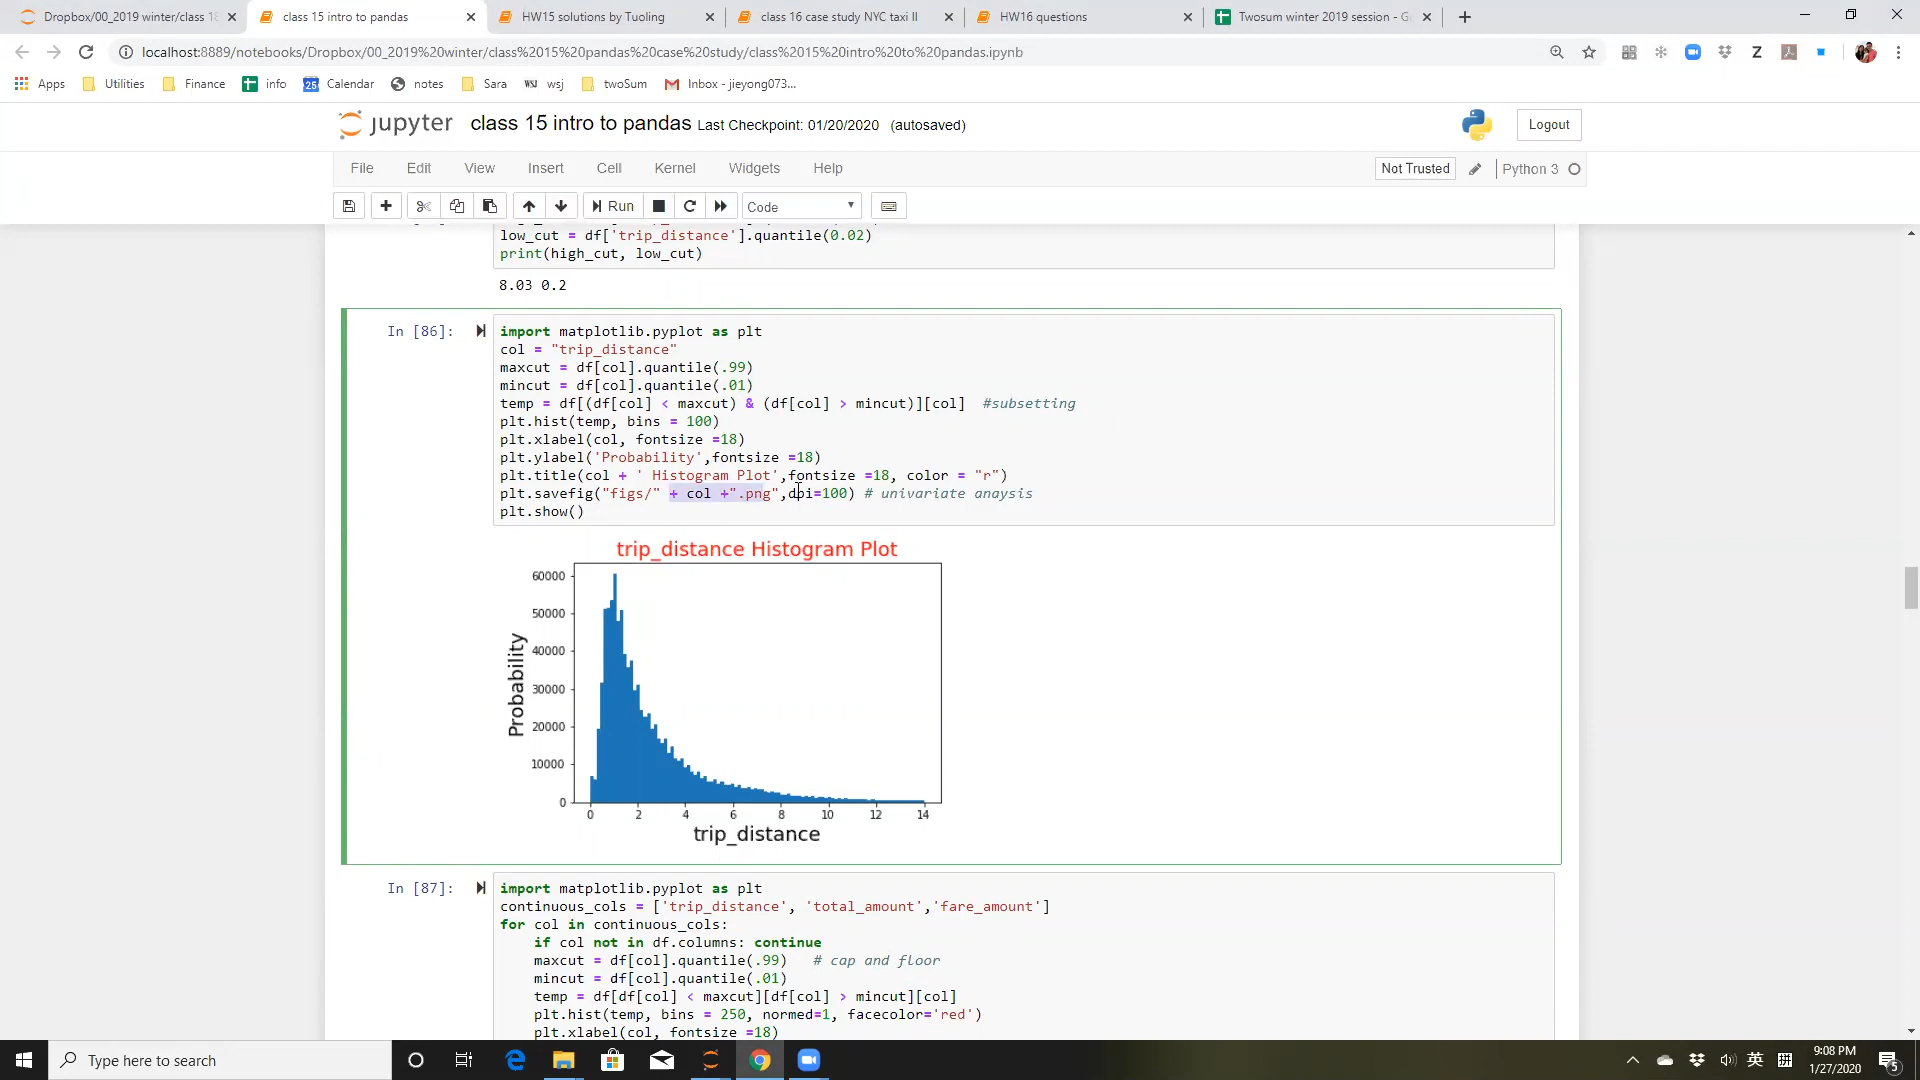 Dropbox/00_2019 winter/class 18
class 15 intro to pandas
HW15 solutions by Tuoling
class 16 case study NYC taxi II
HW16 questions
Twosum winter 2019 session - G
localhost:8889/notebooks/Dropbox/00_2019%20winter/class%2015%20pandas%20case%20study/class%2015%20intro%20to%20pandas.ipynb
Apps Utilities Finance info Calendar notes Sara wsj twoSum Inbox - jieyong073...
jupyter class 15 intro to pandas Last Checkpoint: 01/20/2020 (autosaved) Logout
File Edit View Insert Cell Kernel Widgets Help Not Trusted Python 3
Run Code
low_cut = df['trip_distance'].quantile(0.02)
print(high_cut, low_cut)
8.03 0.2
In [86]: import matplotlib.pyplot as plt
col = "trip_distance"
maxcut = df[col].quantile(.99)
mincut = df[col].quantile(.01)
temp = df[(df[col] < maxcut) & (df[col] > mincut)][col] #subsetting
plt.hist(temp, bins = 100)
plt.xlabel(col, fontsize =18)
plt.ylabel('Probability',fontsize =18)
plt.title(col + ' Histogram Plot',fontsize =18, color = "r")
plt.savefig("figs/" + col +".png",dpi=100) # univariate anaysis
plt.show()
trip_distance Histogram Plot
60000
50000
40000
30000
20000
10000
0
Probability
0 2 4 6 8 10 12 14
trip_distance
In [87]: import matplotlib.pyplot as plt
continuous_cols = ['trip_distance', 'total_amount','fare_amount']
for col in continuous_cols:
if col not in df.columns: continue
maxcut = df[col].quantile(.99) # cap and floor
mincut = df[col].quantile(.01)
temp = df[df[col] < maxcut][df[col] > mincut][col]
plt.hist(temp, bins = 250, normed=1, facecolor='red')
plt.xlabel(col, fontsize =18)
Type here to search
英
拼
9:08 PM
1/27/2020
5